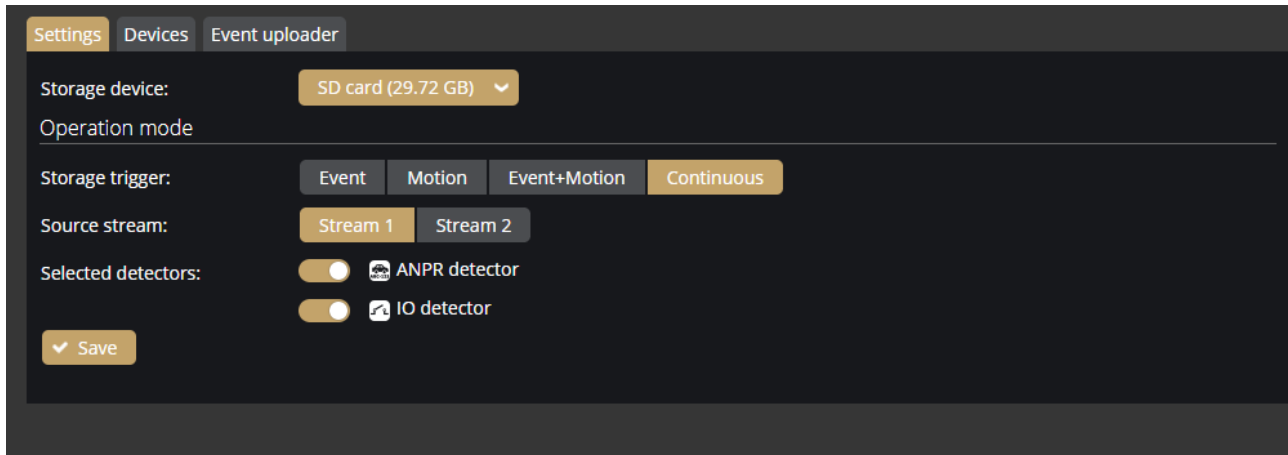 Settings Devices Event uploader
Storage device: SD card (29.72 GB)
Operation mode
Storage trigger: Event Motion Event+Motion Continuous
Source stream: Stream 1 Stream 2
Selected detectors: ANPR detector
IO detector
Save